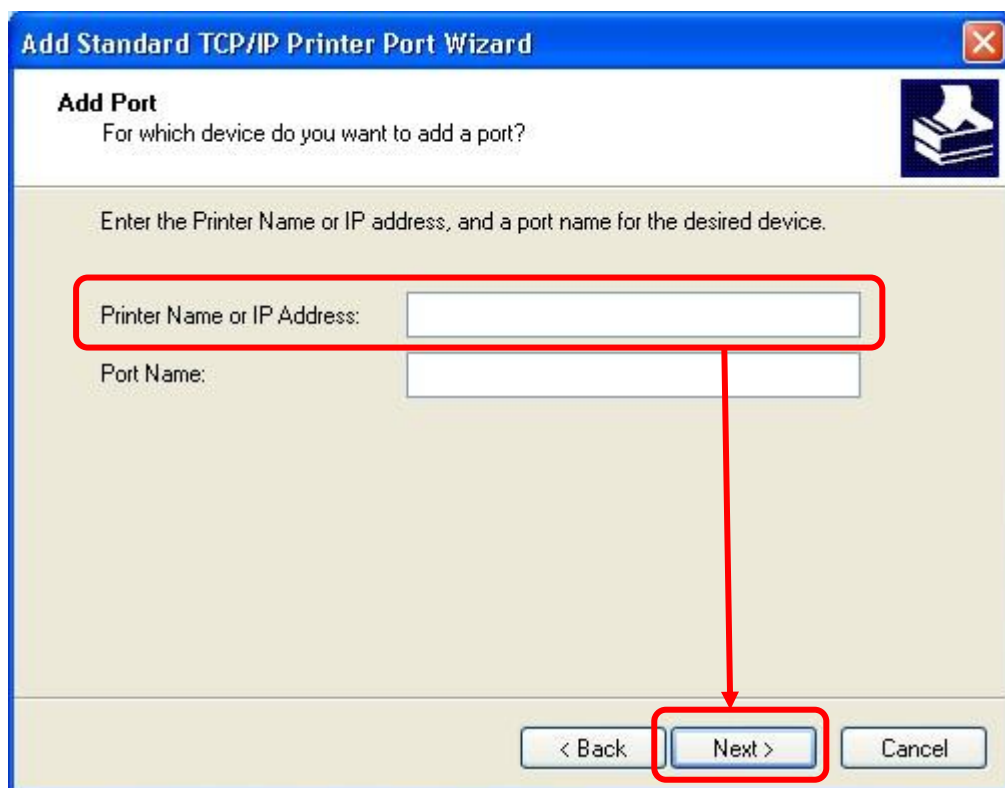 Add Standard TCP/IP Printer Port Wizard
Add Port
For which device do you want to add a port?
Enter the Printer Name or IP address, and a port name for the desired device.
Printer Name or IP Address:
Port Name:
< Back Next > Cancel